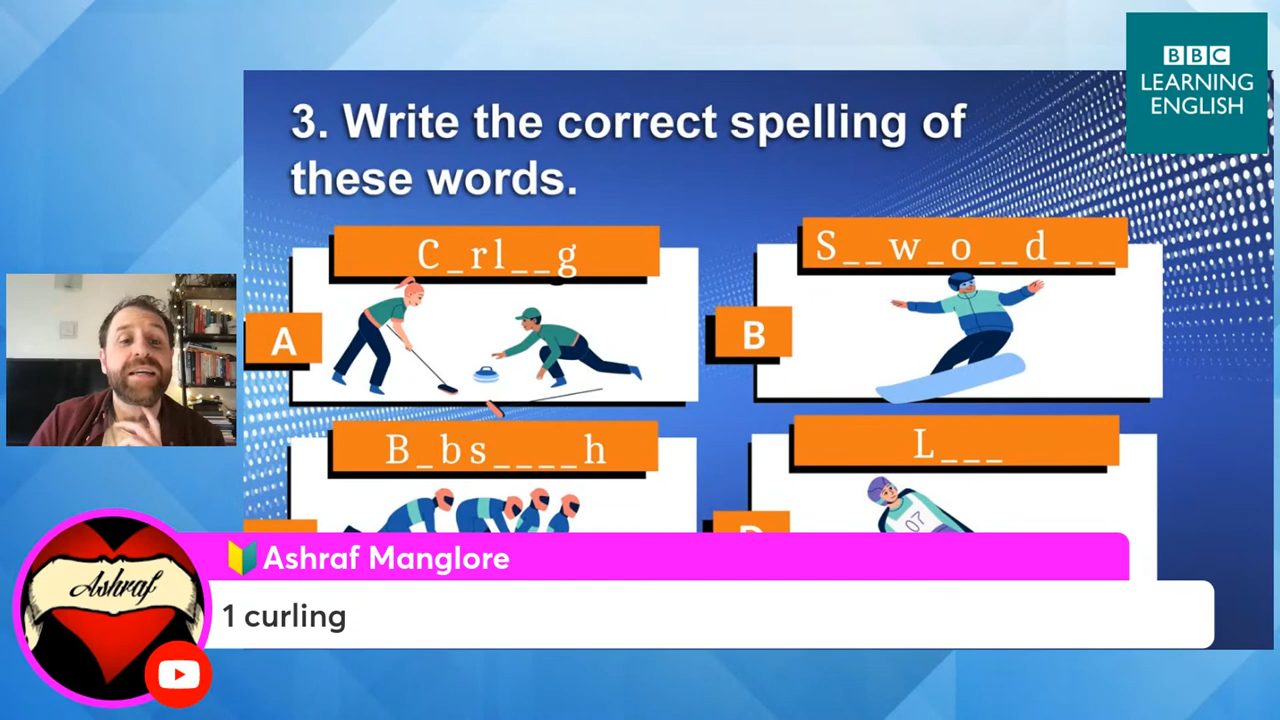 BBC
LEARNING
ENGLISH
3. Write the correct spelling of
these words.
C_rl__g
S__w_o__d___
A
B
B_bs____h
L___
07
Ashraf Manglore
Ashraf
1 curling